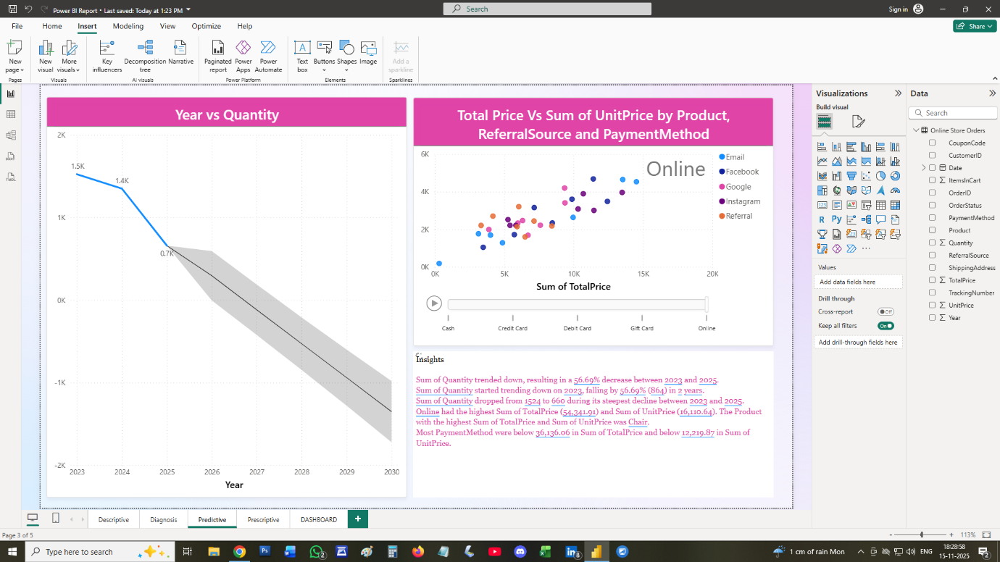 Power BI Report • Last saved: Today at 1:23 PM
Search
Sign in
File Home Insert Modeling View Optimize Help
Share
New page
New visual
More visuals
Key influencers
Decomposition tree
Narrative
Paginated report
Power Apps
Power Automate
Text box
Buttons
Shapes
Image
Add a sparkline
Pages Visuals AI visuals Power Platform Elements Sparklines
Year vs Quantity
2K
1K
0K
-1K
-2K
1.5K
1.4K
0.7K
2023 2024 2025 2026 2027 2028 2029 2030
Year
Total Price Vs Sum of UnitPrice by Product,
ReferralSource and PaymentMethod
6K
4K
2K
0K
Online
Email
Facebook
Google
Instagram
Referral
0K 5K 10K 15K 20K
Sum of TotalPrice
Cash Credit Card Debit Card Gift Card Online
Insights
Sum of Quantity trended down, resulting in a 56.69% decrease between 2023 and 2025.
Sum of Quantity started trending down on 2023, falling by 56.69% (864) in 2 years.
Sum of Quantity dropped from 1524 to 660 during its steepest decline between 2023 and 2025.
Online had the highest Sum of TotalPrice (54,341.91) and Sum of UnitPrice (16,110.64). The Product
with the highest Sum of TotalPrice and Sum of UnitPrice was Chair.
Most PaymentMethod were below 36,136.06 in Sum of TotalPrice and below 12,219.87 in Sum of
UnitPrice.
Visualizations
Build visual
R Py
Values
Add data fields here
Drill through
Cross-report Off
Keep all filters On
Add drill-through fields here
Data
Search
Online Store Orders
CouponCode
CustomerID
Date
ItemsInCart
OrderID
OrderStatus
PaymentMethod
Product
Quantity
ReferralSource
ShippingAddress
TotalPrice
TrackingNumber
UnitPrice
Year
Descriptive Diagnosis Predictive Prescriptive DASHBOARD
Page 3 of 5
113%
Type here to search
1 cm of rain Mon
ENG
18:28:58
15-11-2025